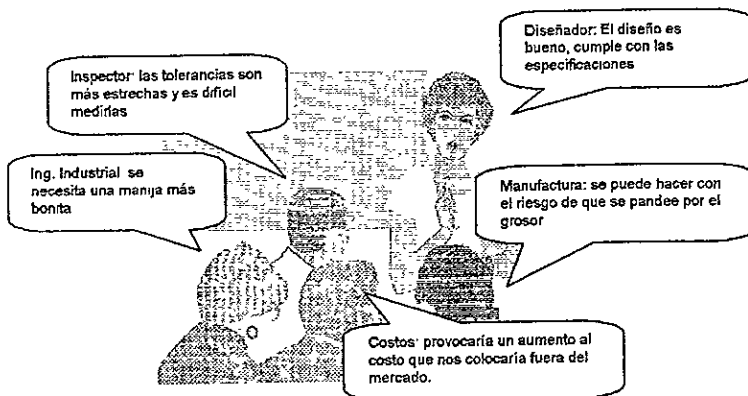 Diseñador: El diseño es
bueno, cumple con las
especificaciones
Inspector: las tolerancias son
más estrechas y es dificil
medirlas
Ing. Industrial se
necesita una manija más
bonita
Manufactura: se puede hacer con
el riesgo de que se pandee por el
grosor
Costos: provocaría un aumento al
costo que nos colocaría fuera del
mercado.